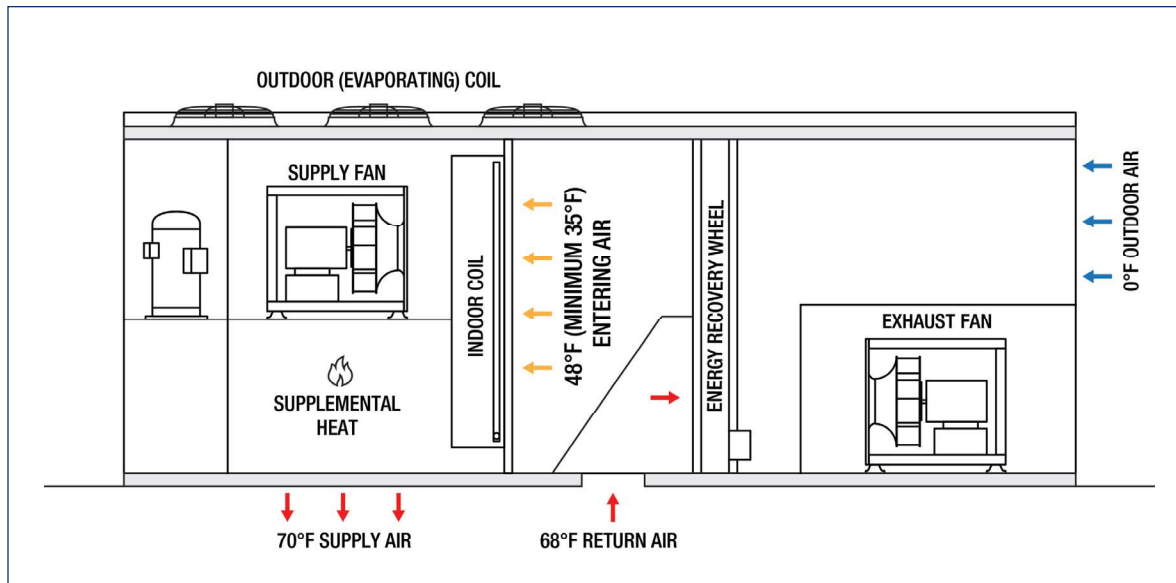 OUTDOOR (EVAPORATING) COIL
SUPPLY FAN
INDOOR COIL
48°F (MINIMUM 35°F)
ENTERING AIR
ENERGY RECOVERY WHEEL
0°F OUTDOOR AIR
EXHAUST FAN
SUPPLEMENTAL
HEAT
70°F SUPPLY AIR
68°F RETURN AIR